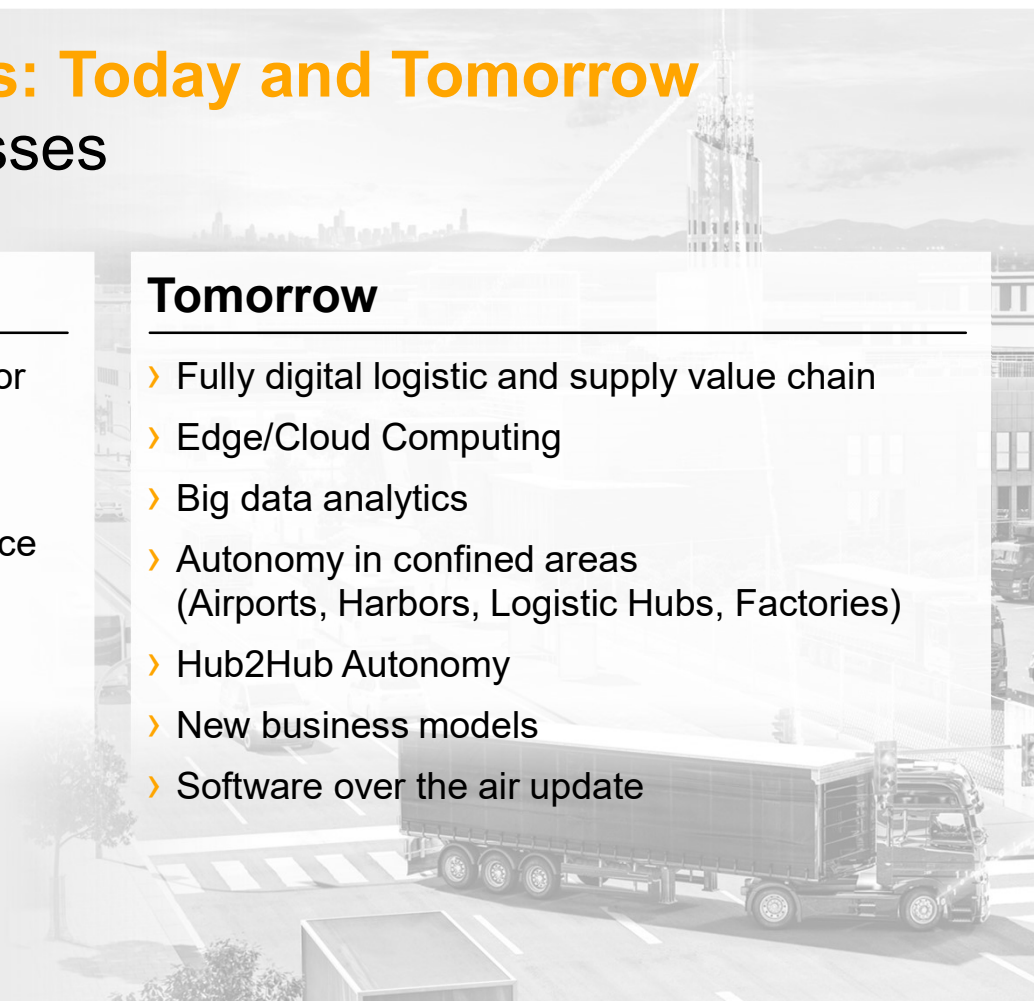 s: Today and Tomorrow
sses
or
ce
Tomorrow
› Fully digital logistic and supply value chain
› Edge/Cloud Computing
› Big data analytics
› Autonomy in confined areas
(Airports, Harbors, Logistic Hubs, Factories)
› Hub2Hub Autonomy
› New business models
› Software over the air update